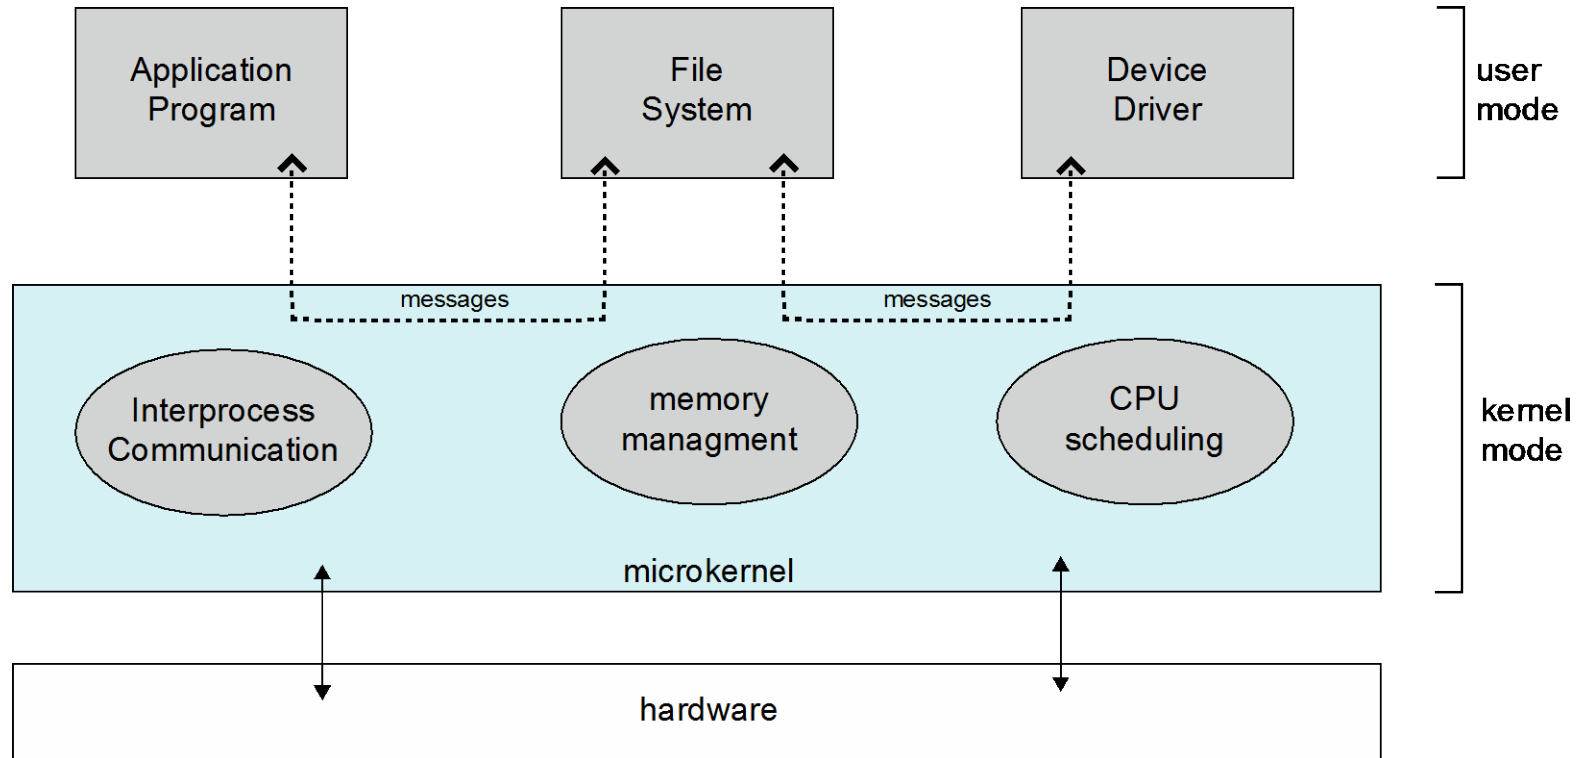 Application
Program
File
System
Device
Driver
user
mode
messages
messages
Interprocess
Communication
memory
managment
CPU
scheduling
kernel
mode
microkernel
hardware